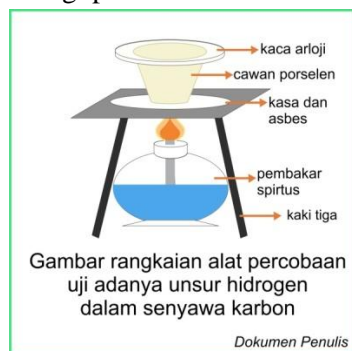 kaca arloji
cawan porselen
kasa dan
asbes
pembakar
spirtus
kaki tiga
Gambar rangkaian alat percobaan
uji adanya unsur hidrogen
dalam senyawa karbon
Dokumen Penulis